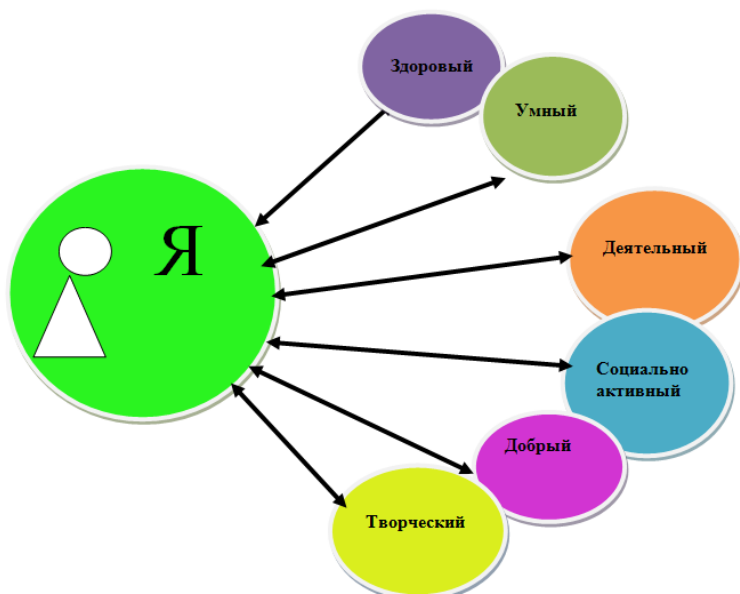 Здоровый
Умный
Я
Деятельный
Социально
активный
Добрый
Творческий